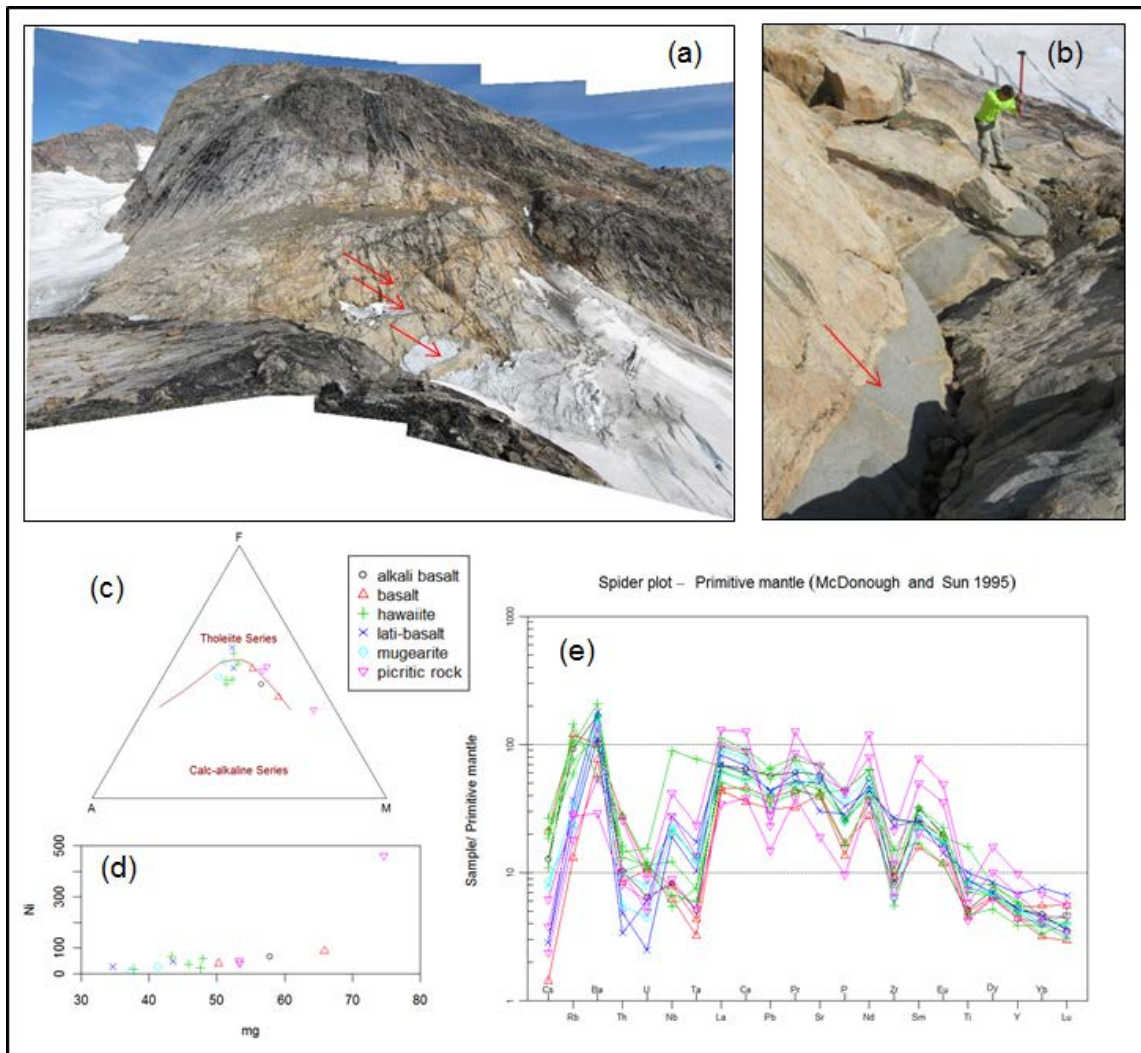 (a)
(b)
(c)
F
Tholeiite Series
Calc-alkaline Series
A
M
alkali basalt
basalt
hawaiite
lati-basalt
mugearite
picritic rock
(d)
Ni
500
300
100
0
30
40
50
60
70
80
mg
Spider plot – Primitive mantle (McDonough and Sun 1995)
(e)
Sample/ Primitive mantle
1000
100
10
1
Cs
Rb
Ba
Th
U
Nb
Ta
La
Ce
Pb
Pr
Sr
P
Nd
Zr
Sm
Eu
Ti
Dy
Y
Yb
Lu